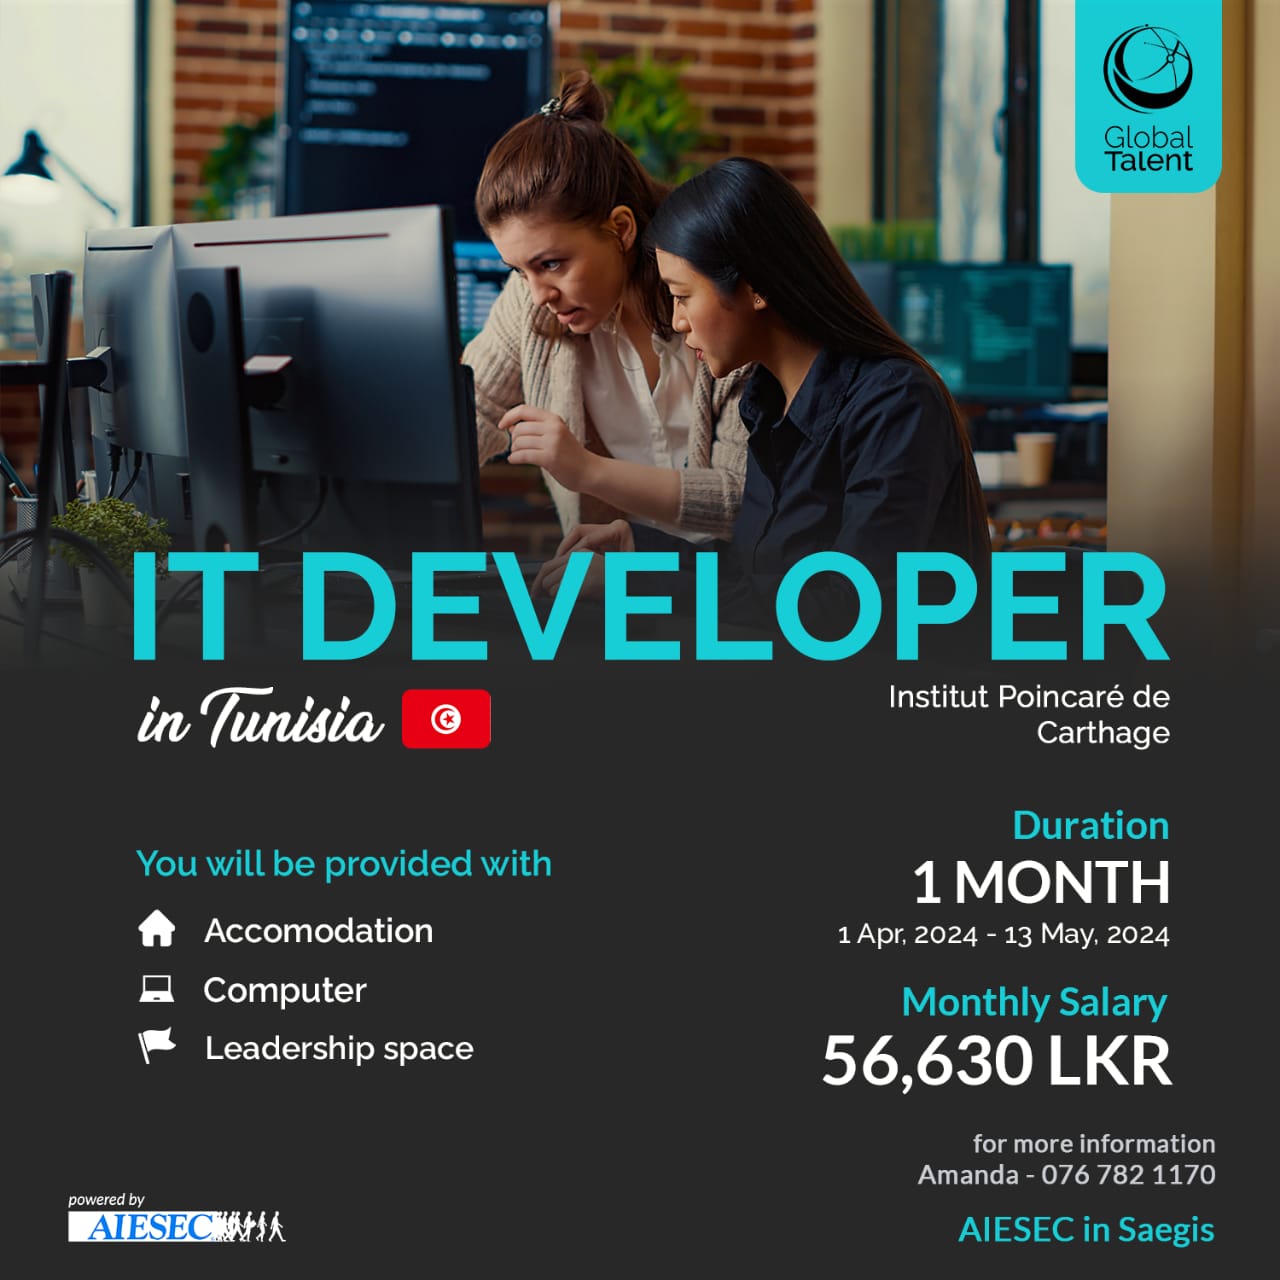 Global
Talent
IT DEVELOPER
in Tunisia
Institut Poincaré de
Carthage
You will be provided with
Accomodation
Computer
Leadership space
Duration
1 MONTH
1 Apr, 2024 - 13 May, 2024
Monthly Salary
56,630 LKR
for more information
Amanda - 076 782 1170
AIESEC in Saegis
powered by
AIESEC